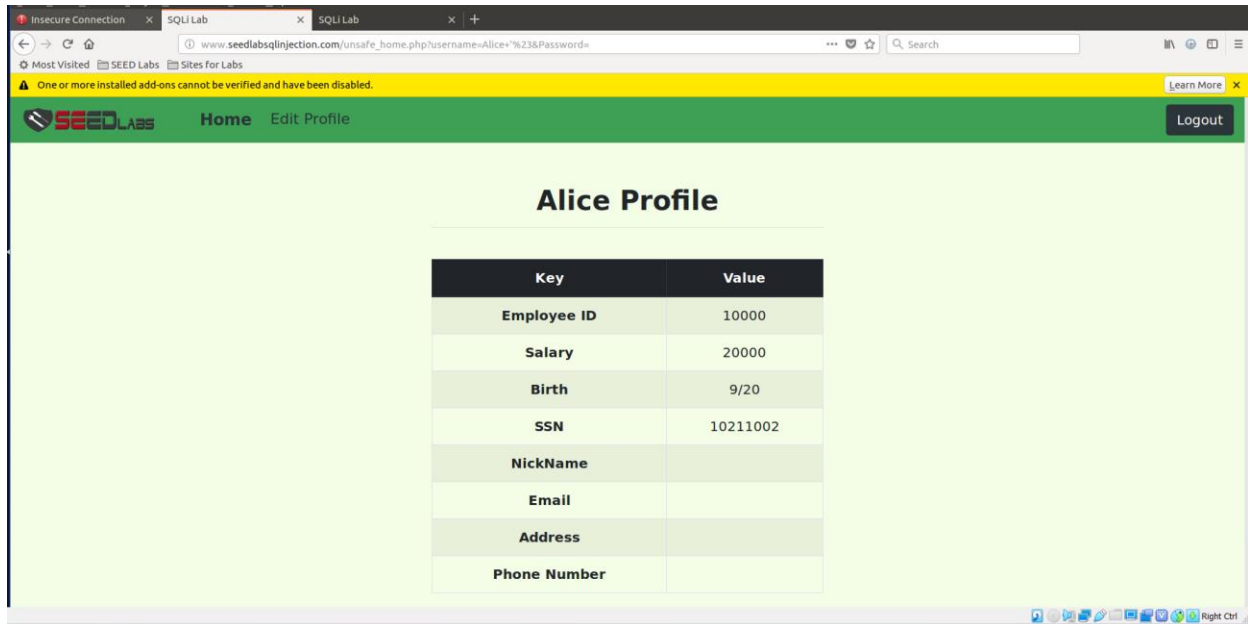 Insecure Connection × SQLi Lab × SQLi Lab × +
www.seedlabsqlinjection.com/unsafe_home.php?username=Alice+'%23&Password= ••• Search
Most Visited SEED Labs Sites for Labs
One or more installed add-ons cannot be verified and have been disabled. Learn More ×
SEEDLABS Home Edit Profile Logout
Alice Profile
Key Value
Employee ID 10000
Salary 20000
Birth 9/20
SSN 10211002
NickName
Email
Address
Phone Number
Right Ctrl